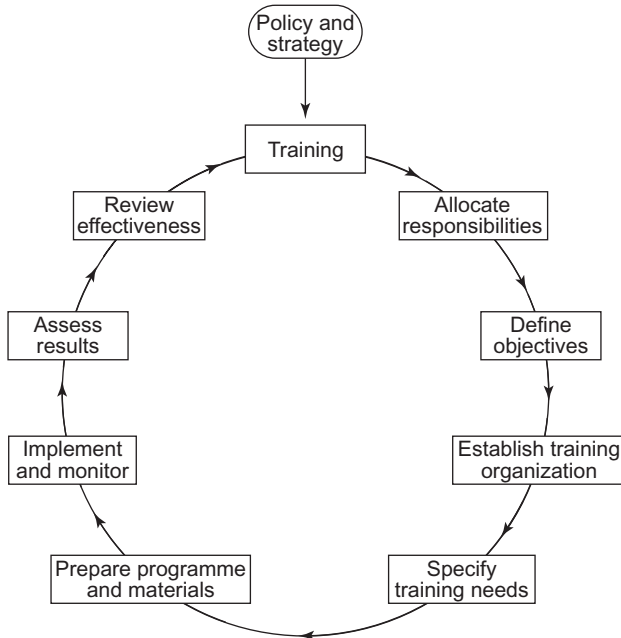 Policy and
strategy
Training
Allocate
responsibilities
Define
objectives
Establish training
organization
Specify
training needs
Prepare programme
and materials
Implement
and monitor
Assess
results
Review
effectiveness